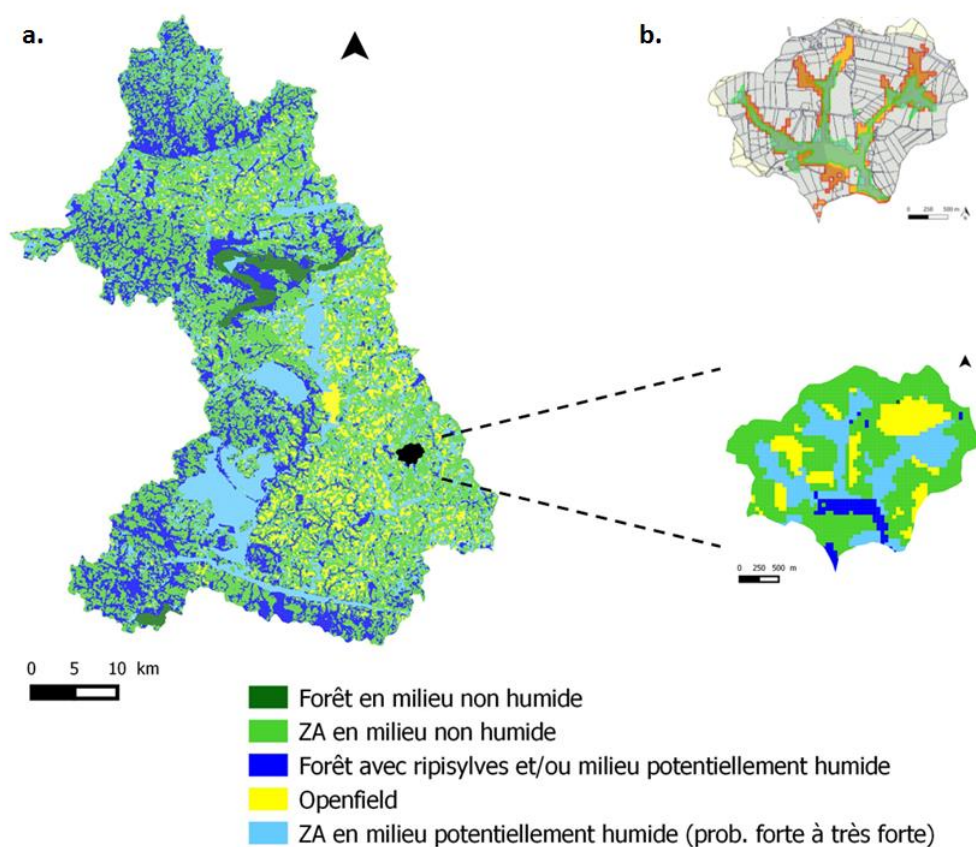 a.
b.
0 250 500 m
0 250 500 m
0 5 10 km
Forêt en milieu non humide
ZA en milieu non humide
Forêt avec ripisylves et/ou milieu potentiellement humide
Openfield
ZA en milieu potentiellement humide (prob. forte à très forte)